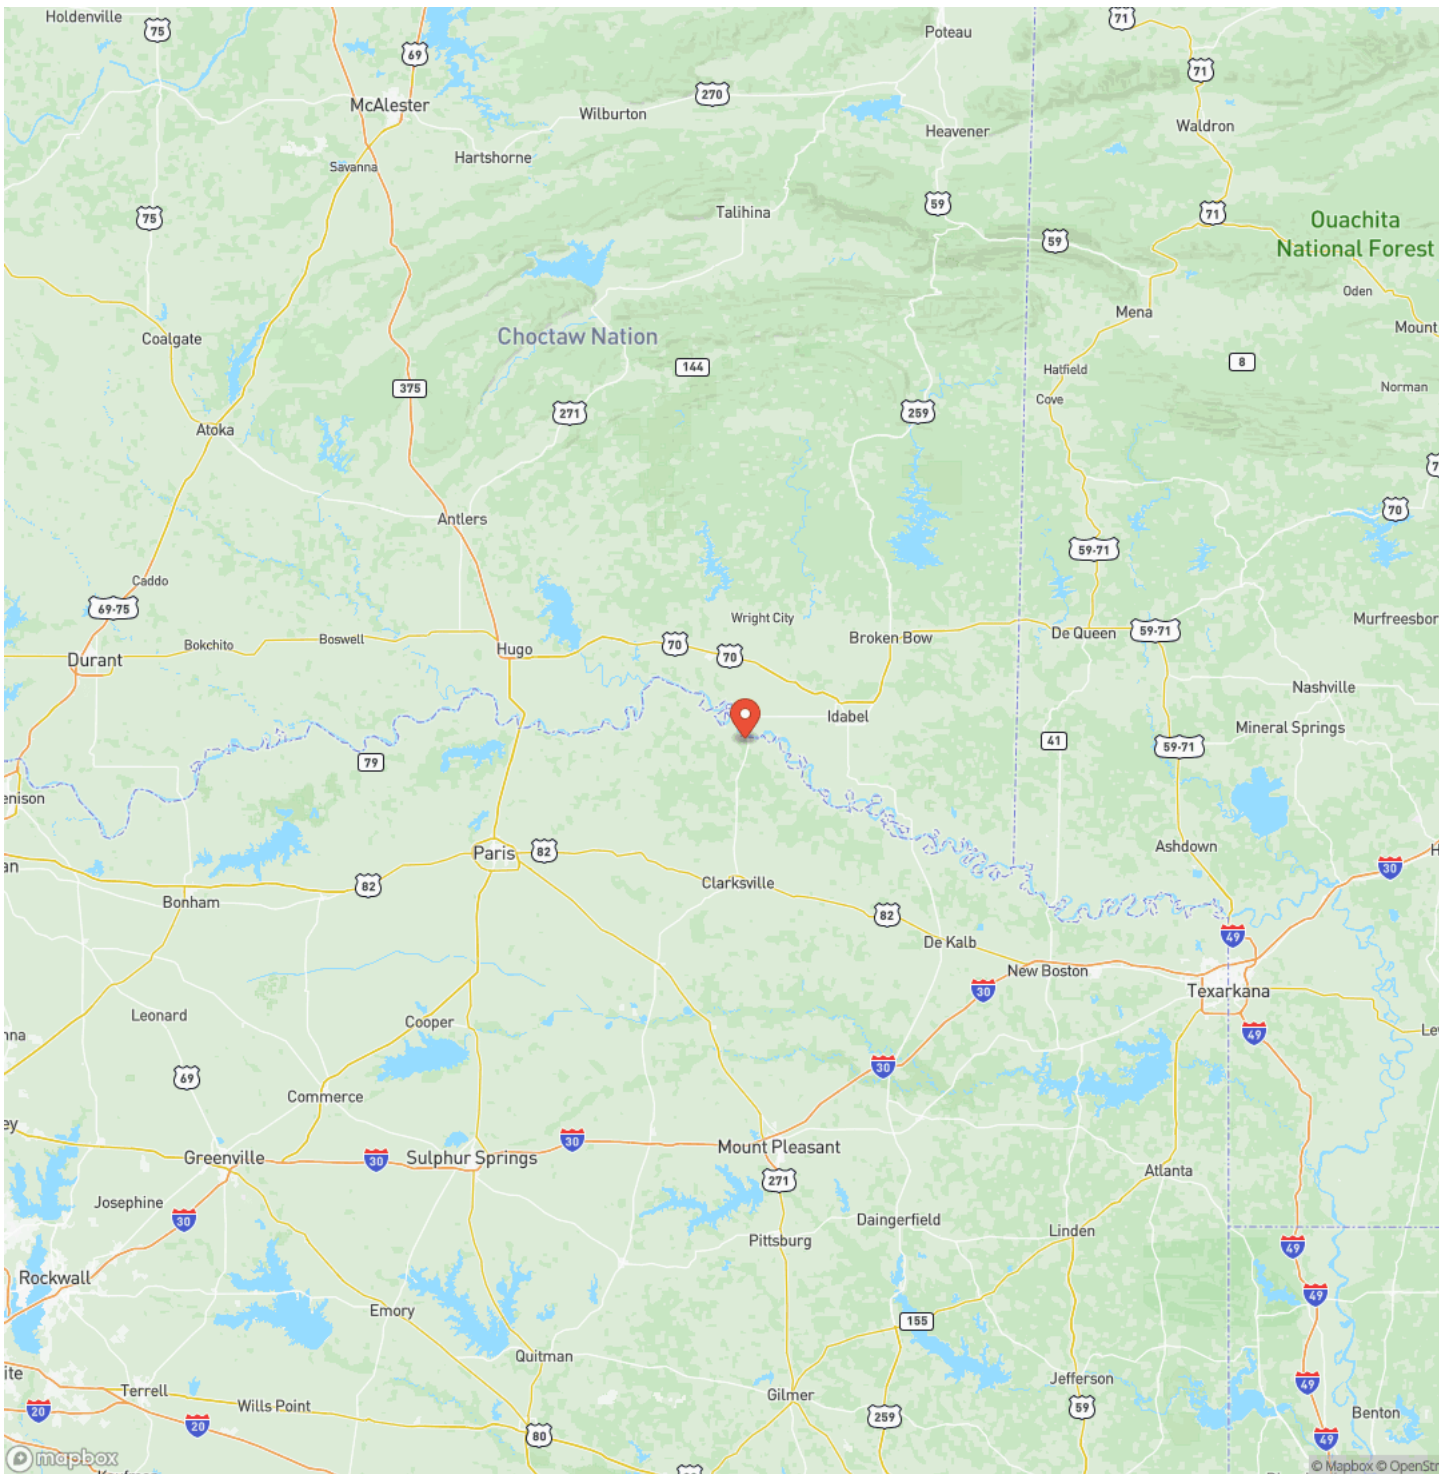 Holdenville
75
69
71
Poteau
71
McAlester
270
Wilburton
Waldron
Heavener
Savanna
Hartshorne
75
59
Talihina
71
59
Ouachita
National Forest
Oden
Mena
Mount
Coalgate
Choctaw Nation
144
8
Hatfield
375
Norman
Cove
271
259
Atoka
70
Antlers
59-71
Caddo
69-75
Wright City
Murfreesbor
Bokchito
Boswell
70
Broken Bow
De Queen
59-71
Hugo
70
Durant
Nashville
Idabel
Mineral Springs
41
59-71
79
enison
Ashdown
Paris
82
an
30
82
Clarksville
Bonham
82
49
De Kalb
New Boston
30
Texarkana
Leonard
Cooper
49
nna
Le
30
69
Commerce
ey
30
Mount Pleasant
Greenville
30
Sulphur Springs
Atlanta
271
Josephine
30
Daingerfield
Linden
Pittsburg
49
Rockwall
49
Emory
155
Quitman
ite
Jefferson
49
Terrell
Gilmer
Wills Point
20
20
59
259
Benton
80
49
mapbox
© Mapbox © OpenStr